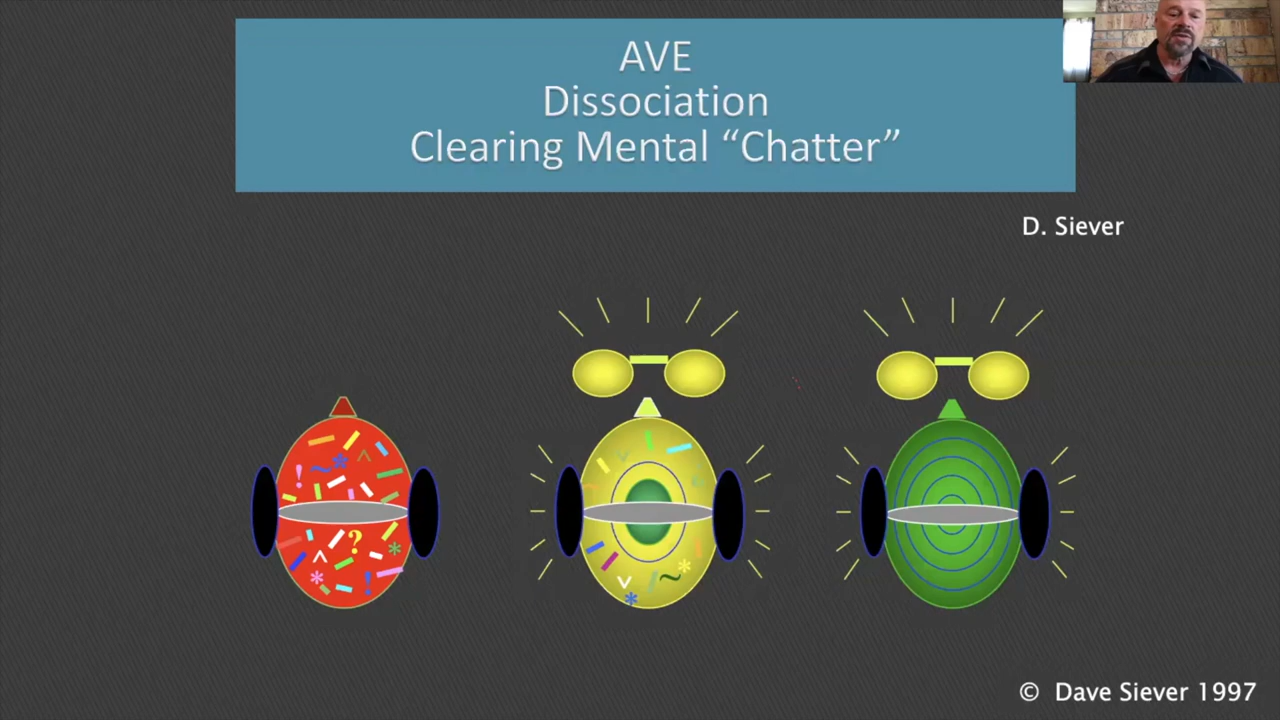 AVE
Dissociation
Clearing Mental “Chatter”
D. Siever
© Dave Siever 1997